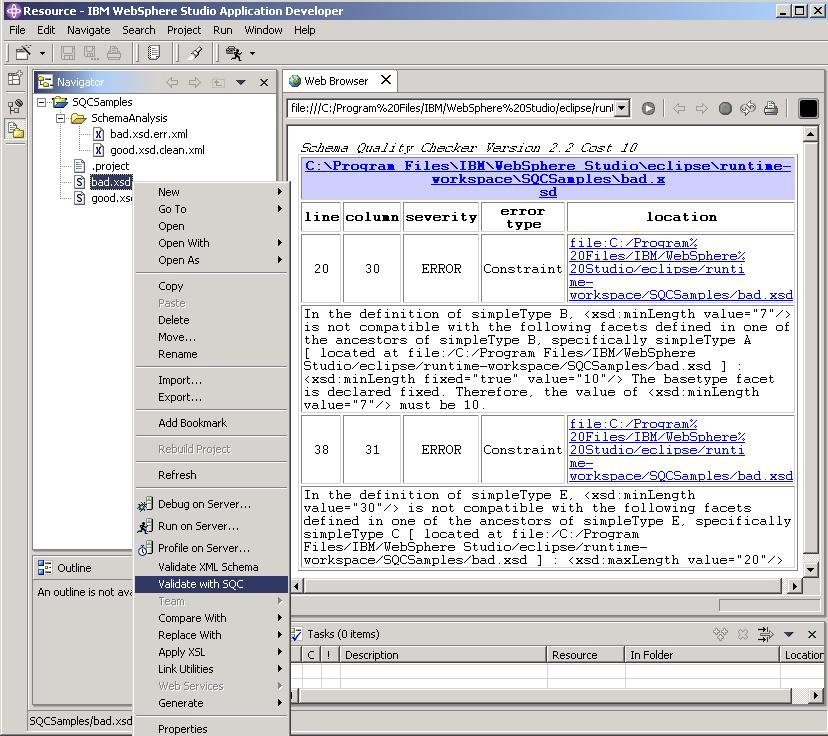 Resource - IBM WebSphere Studio Application Developer
File Edit Navigate Search Project Run Window Help
Navigator
SQCSamples
SchemaAnalysis
bad.xsd.err.xml
good.xsd.clean.xml
.project
bad.xsd
good.xsd
New
Go To
Open
Open With
Open As
Copy
Paste
Delete
Move...
Rename
Import...
Export...
Add Bookmark
Rebuild Project
Refresh
Debug on Server...
Run on Server...
Profile on Server...
Validate XML Schema
Validate with SQC
Team
Compare With
Replace With
Apply XSL
Link Utilities
Web Services
Generate
Properties
Outline
An outline is not ava
SQCSamples/bad.xsd
Web Browser
file:///C:/Program%20Files/IBM/WebSphere%20Studio/eclipse/runt
Schema Quality Checker Version 2.2 Cost 10
C:\Program Files\IBM\WebSphere Studio\eclipse\runtime-
workspace\SQCSamples\bad.x
sd
line column severity error type location
20 30 ERROR Constraint
file:C:/Program%
20Files/IBM/WebSphere%
20Studio/eclipse/runti
me-
workspace/SQCSamples/bad.xsd
In the definition of simpleType B, <xsd:minLength value="7"/>
is not compatible with the following facets defined in one of
the ancestors of simpleType B, specifically simpleType A
[ located at file:/C:/Program Files/IBM/WebSphere
Studio/eclipse/runtime-workspace/SQCSamples/bad.xsd ] :
<xsd:minLength fixed="true" value="10"/> The basetype facet
is declared fixed. Therefore, the value of <xsd:minLength
value="7"/> must be 10.
38 31 ERROR Constraint
file:C:/Program%
20Files/IBM/WebSphere%
20Studio/eclipse/runti
me-
workspace/SQCSamples/bad.xsd
In the definition of simpleType E, <xsd:minLength
value="30"/> is not compatible with the following facets
defined in one of the ancestors of simpleType E, specifically
simpleType C [ located at file:/C:/Program
Files/IBM/WebSphere Studio/eclipse/runtime-
workspace/SQCSamples/bad.xsd ] : <xsd:maxLength value="20"/>
Tasks (0 items)
C ! Description Resource In Folder Location